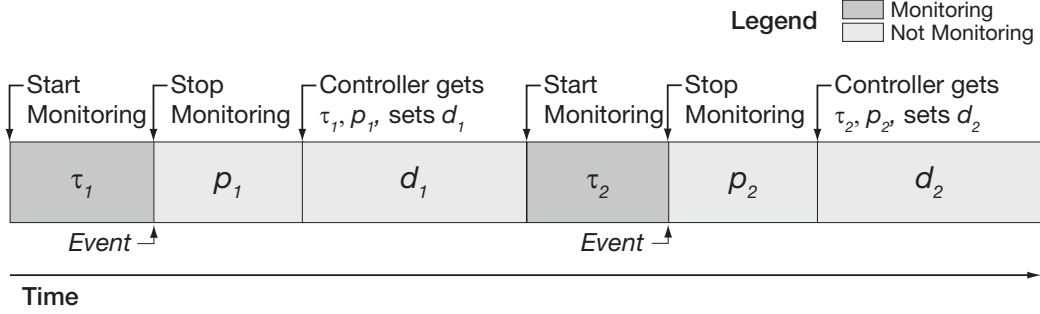 Legend
Monitoring
Not Monitoring
Start Monitoring
Stop Monitoring
Controller gets
τ₁, p₁, sets d₁
Start Monitoring
Stop Monitoring
Controller gets
τ₂, p₂, sets d₂
τ₁
p₁
d₁
τ₂
p₂
d₂
Event
Event
Time